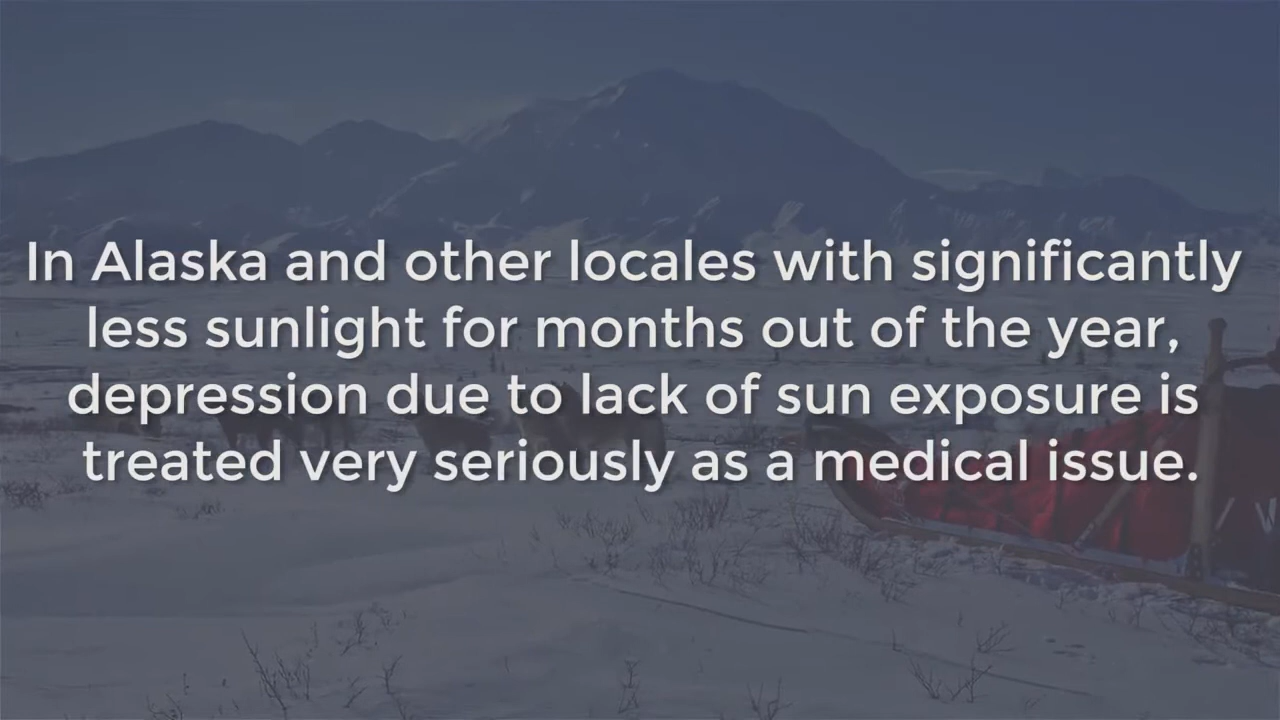 In Alaska and other locales with significantly
less sunlight for months out of the year,
depression due to lack of sun exposure is
treated very seriously as a medical issue.